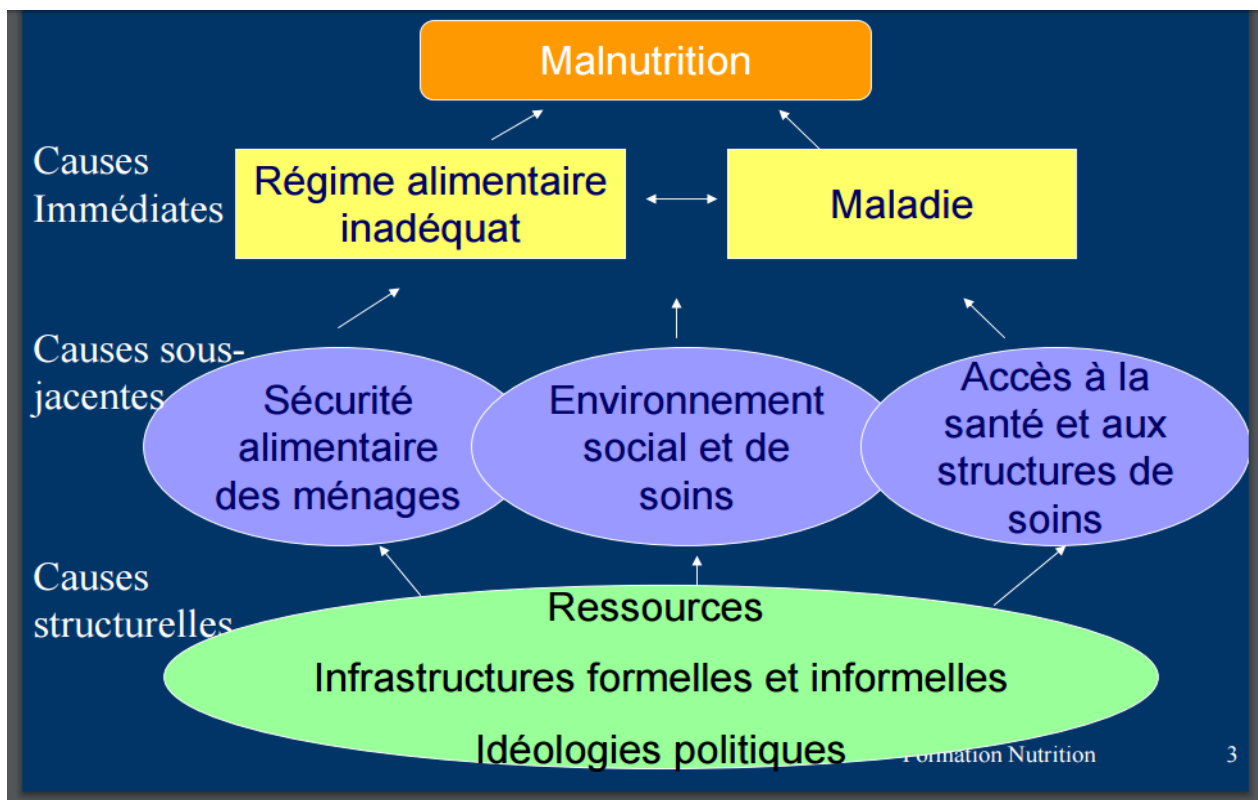 Malnutrition
Causes
Immédiates
Régime alimentaire
inadéquat
Maladie
Causes sous-
jacentes
Sécurité
alimentaire
des ménages
Environnement
social et de
soins
Accès à la
santé et aux
structures de
soins
Causes
structurelles
Ressources
Infrastructures formelles et informelles
Idéologies politiques
Formation Nutrition
3